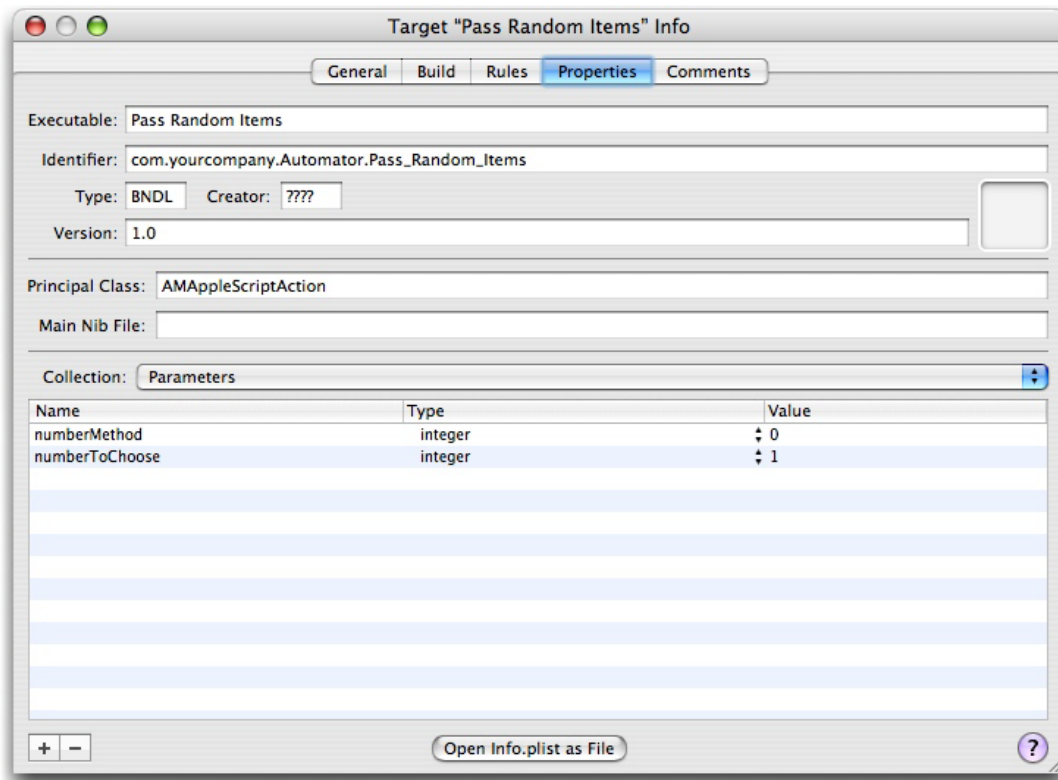 Target “Pass Random Items” Info
General Build Rules Properties Comments
Executable: Pass Random Items
Identifier: com.yourcompany.Automator.Pass_Random_Items
Type: BNDL Creator: ????
Version: 1.0
Principal Class: AMAppleScriptAction
Main Nib File:
Collection: Parameters
Name Type Value
numberMethod integer 0
numberToChoose integer 1
+ − Open Info.plist as File ?